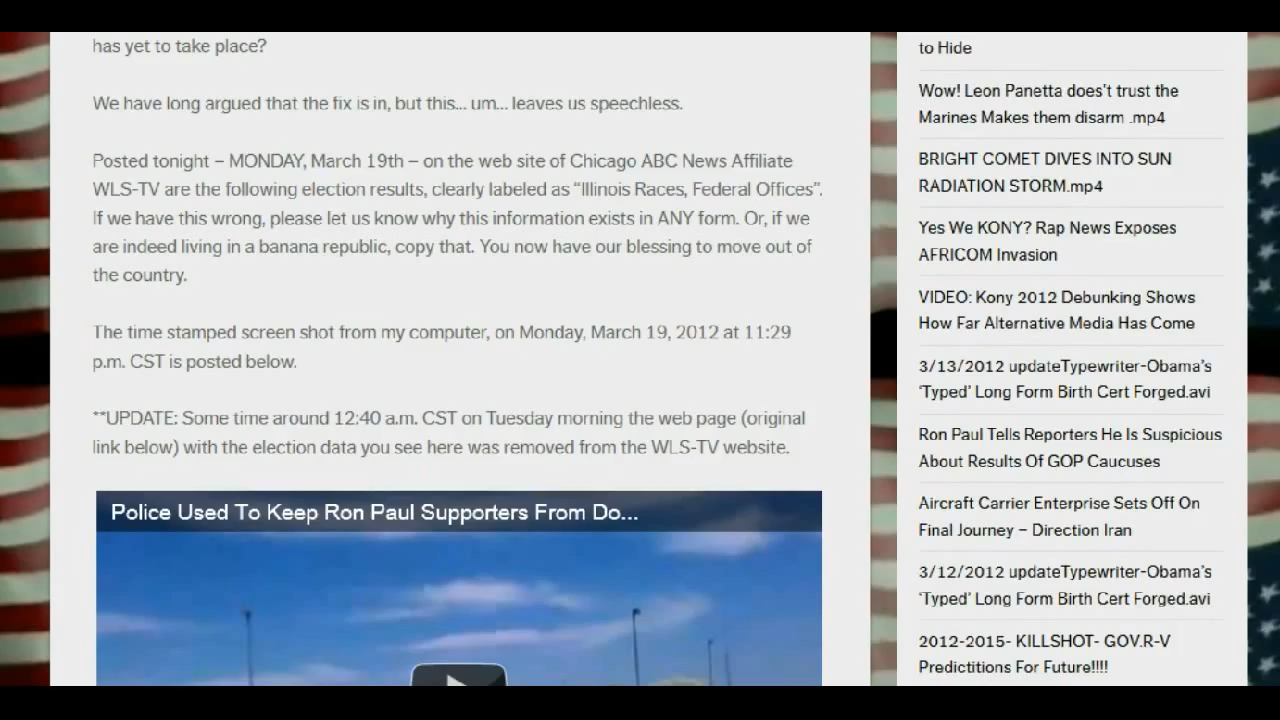 has yet to take place?
We have long argued that the fix is in, but this... um... leaves us speechless.
Posted tonight – MONDAY, March 19th – on the web site of Chicago ABC News Affiliate
WLS-TV are the following election results, clearly labeled as “Illinois Races, Federal Offices”.
If we have this wrong, please let us know why this information exists in ANY form. Or, if we
are indeed living in a banana republic, copy that. You now have our blessing to move out of
the country.
The time stamped screen shot from my computer, on Monday, March 19, 2012 at 11:29
p.m. CST is posted below.
**UPDATE: Some time around 12:40 a.m. CST on Tuesday morning the web page (original
link below) with the election data you see here was removed from the WLS-TV website.
Police Used To Keep Ron Paul Supporters From Do...
to Hide
Wow! Leon Panetta does’t trust the
Marines Makes them disarm .mp4
BRIGHT COMET DIVES INTO SUN
RADIATION STORM.mp4
Yes We KONY? Rap News Exposes
AFRICOM Invasion
VIDEO: Kony 2012 Debunking Shows
How Far Alternative Media Has Come
3/13/2012 updateTypewriter-Obama’s
‘Typed’ Long Form Birth Cert Forged.avi
Ron Paul Tells Reporters He Is Suspicious
About Results Of GOP Caucuses
Aircraft Carrier Enterprise Sets Off On
Final Journey – Direction Iran
3/12/2012 updateTypewriter-Obama’s
‘Typed’ Long Form Birth Cert Forged.avi
2012-2015- KILLSHOT- GOV.R-V
Predictitions For Future!!!!